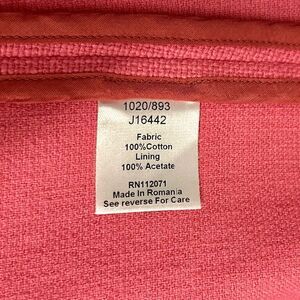 1020/893
J16442
Fabric
100%Cotton
Lining
100% Acetate
RN112071
Made In Romania
See reverse For Care